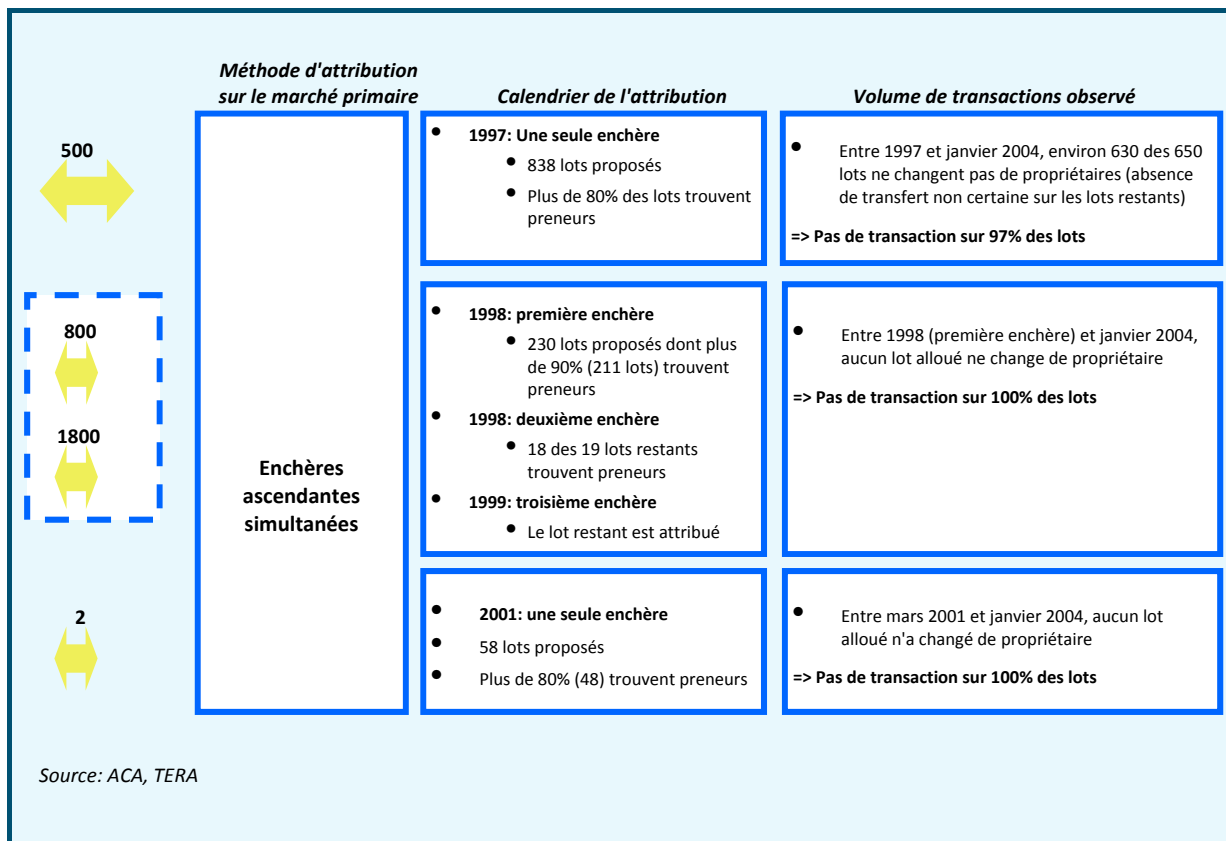 Méthode d'attribution
sur le marché primaire
Calendrier de l'attribution
Volume de transactions observé
500
800
1800
2
Enchères
ascendantes
simultanées
• 1997: Une seule enchère
• 838 lots proposés
• Plus de 80% des lots trouvent
preneurs
• Entre 1997 et janvier 2004, environ 630 des 650
lots ne changent pas de propriétaires (absence
de transfert non certaine sur les lots restants)
=> Pas de transaction sur 97% des lots
• 1998: première enchère
• 230 lots proposés dont plus
de 90% (211 lots) trouvent
preneurs
• 1998: deuxième enchère
• 18 des 19 lots restants
trouvent preneurs
• 1999: troisième enchère
• Le lot restant est attribué
• Entre 1998 (première enchère) et janvier 2004,
aucun lot alloué ne change de propriétaire
=> Pas de transaction sur 100% des lots
• 2001: une seule enchère
• 58 lots proposés
• Plus de 80% (48) trouvent preneurs
• Entre mars 2001 et janvier 2004, aucun lot
alloué n'a changé de propriétaire
=> Pas de transaction sur 100% des lots
Source: ACA, TERA